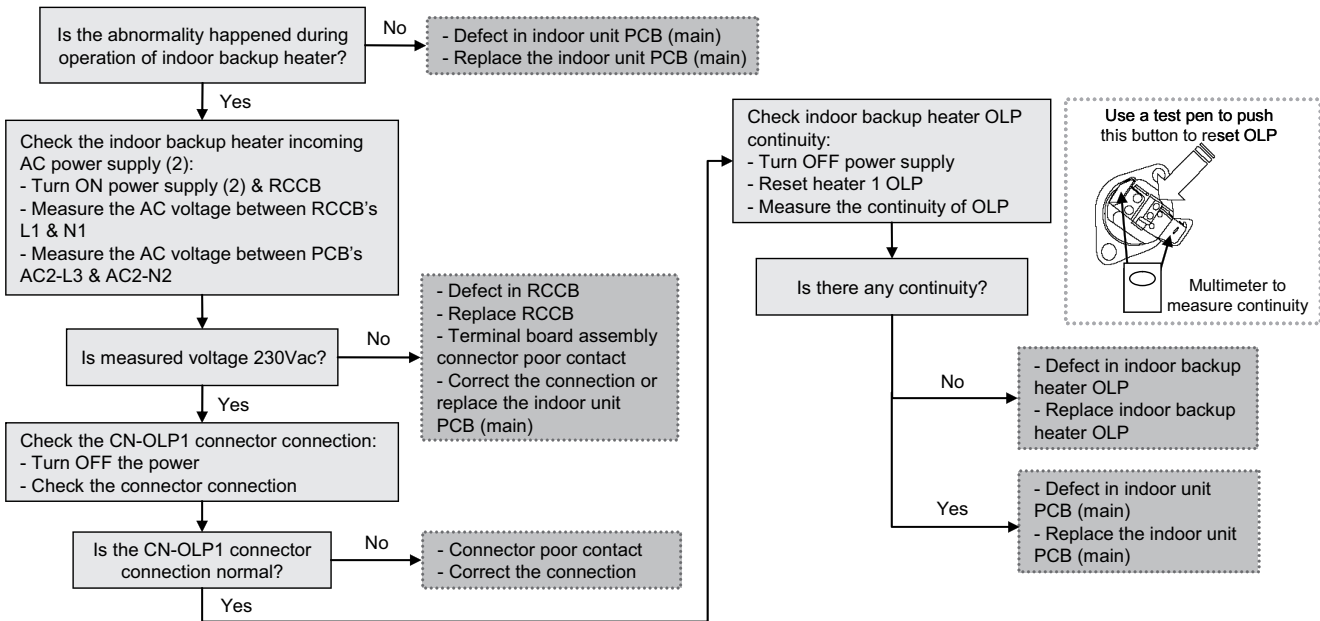 Is the abnormality happened during
operation of indoor backup heater?
No
- Defect in indoor unit PCB (main)
- Replace the indoor unit PCB (main)
Yes
Check the indoor backup heater incoming
AC power supply (2):
- Turn ON power supply (2) & RCCB
- Measure the AC voltage between RCCB's
L1 & N1
- Measure the AC voltage between PCB's
AC2-L3 & AC2-N2
Is measured voltage 230Vac?
No
- Defect in RCCB
- Replace RCCB
- Terminal board assembly
connector poor contact
- Correct the connection or
replace the indoor unit
PCB (main)
Yes
Check the CN-OLP1 connector connection:
- Turn OFF the power
- Check the connector connection
Is the CN-OLP1 connector
connection normal?
No
- Connector poor contact
- Correct the connection
Yes
Check indoor backup heater OLP
continuity:
- Turn OFF power supply
- Reset heater 1 OLP
- Measure the continuity of OLP
Is there any continuity?
No
- Defect in indoor backup
heater OLP
- Replace indoor backup
heater OLP
Yes
- Defect in indoor unit
PCB (main)
- Replace the indoor unit
PCB (main)
Use a test pen to push
this button to reset OLP
Multimeter to
measure continuity